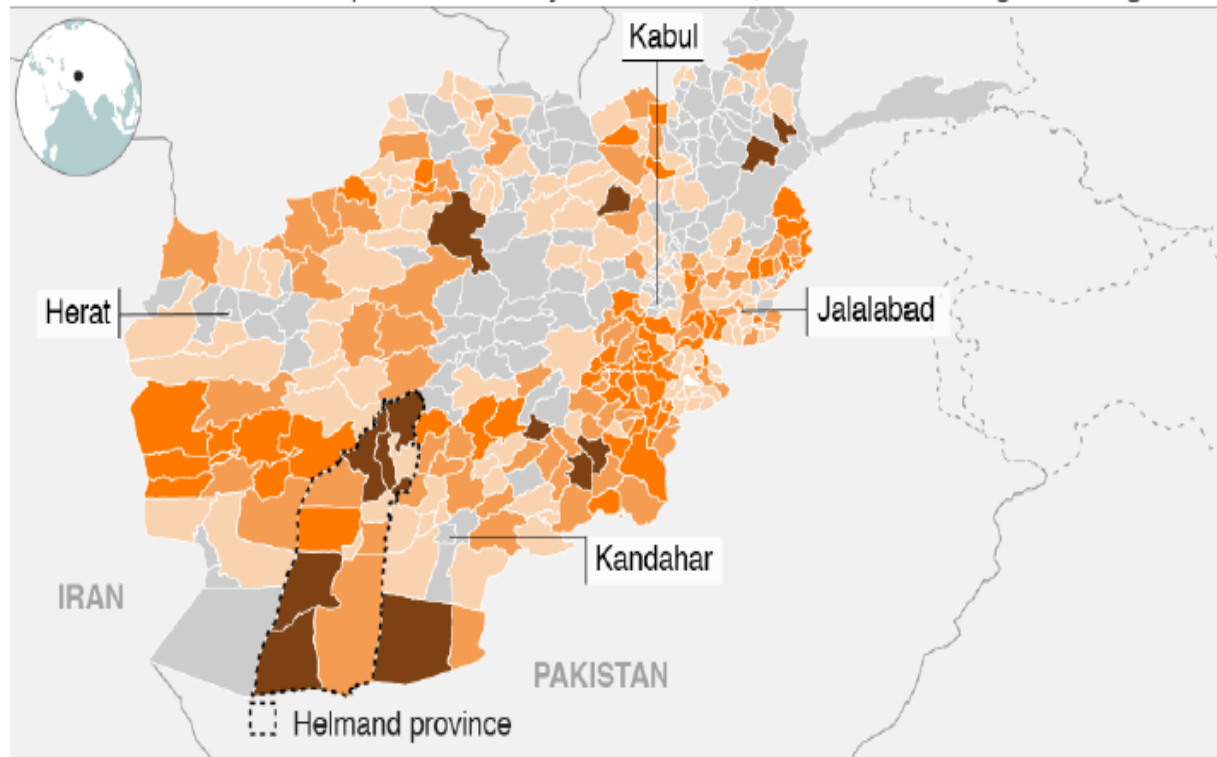 Kabul
Herat
Jalalabad
Kandahar
IRAN
PAKISTAN
Helmand province